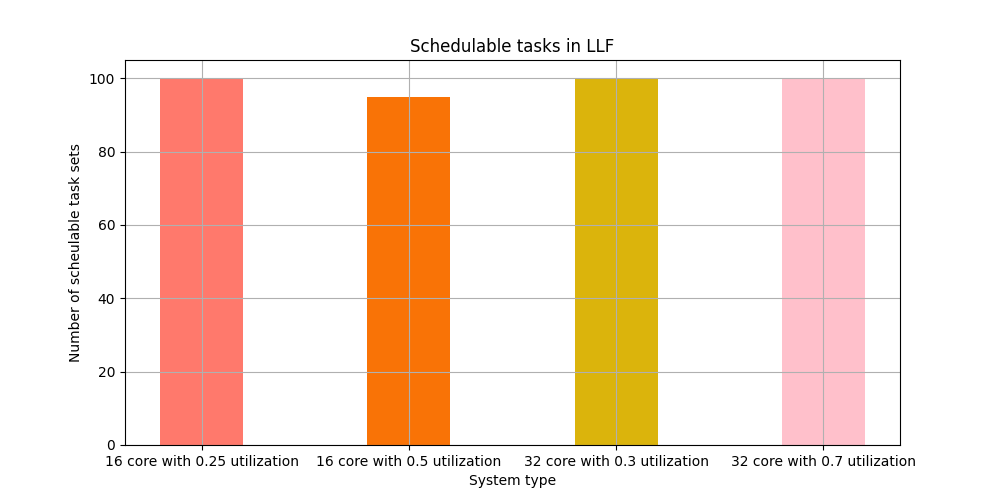 Schedulable tasks in LLF
Number of scheulable task sets
100
80
60
40
20
0
16 core with 0.25 utilization
16 core with 0.5 utilization
32 core with 0.3 utilization
32 core with 0.7 utilization
System type